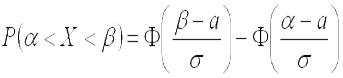 P(α < X < β) = Φ((β − a)/σ) − Φ((α − a)/σ)